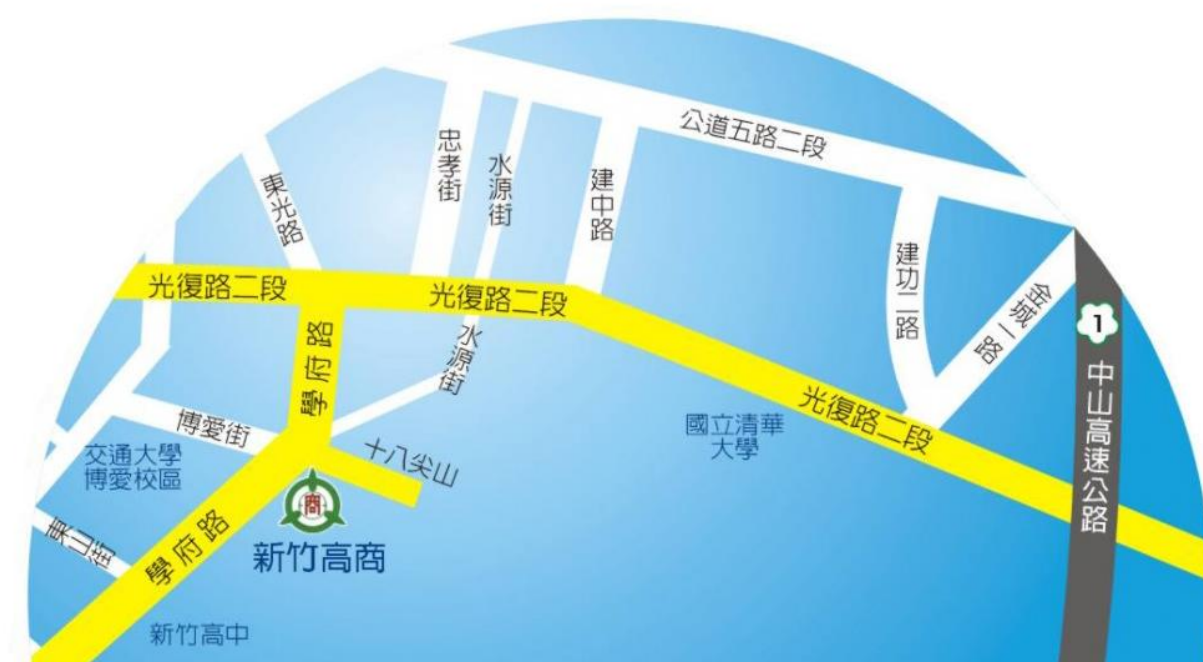 公道五路二段
忠孝街
水源街
建中路
東光路
建功二路
金城一路
1
中山高速公路
光復路二段
光復路二段
光復路二段
水源街
學府路
博愛街
十八尖山
國立清華
大學
交通大學
博愛校區
商
新竹高商
東山街
學府路
新竹高中